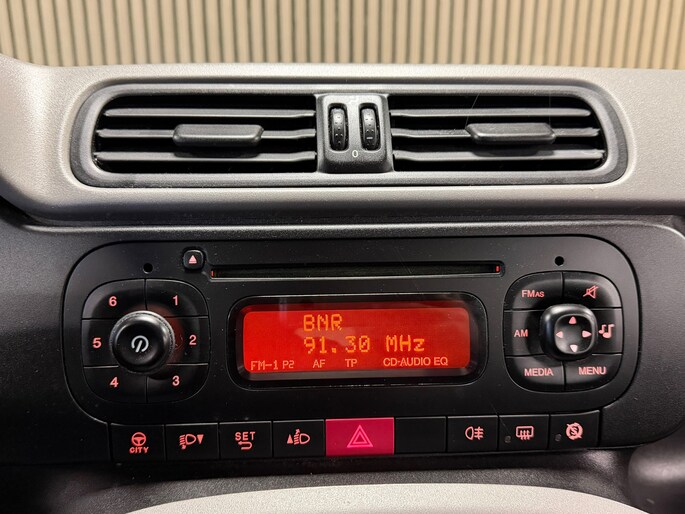 0
6
1
5
2
4
3
BNR
91.30 MHz
FM-1 P2 AF TP CD-AUDIO EQ
FMAS
AM
MEDIA
MENU
CITY
SET